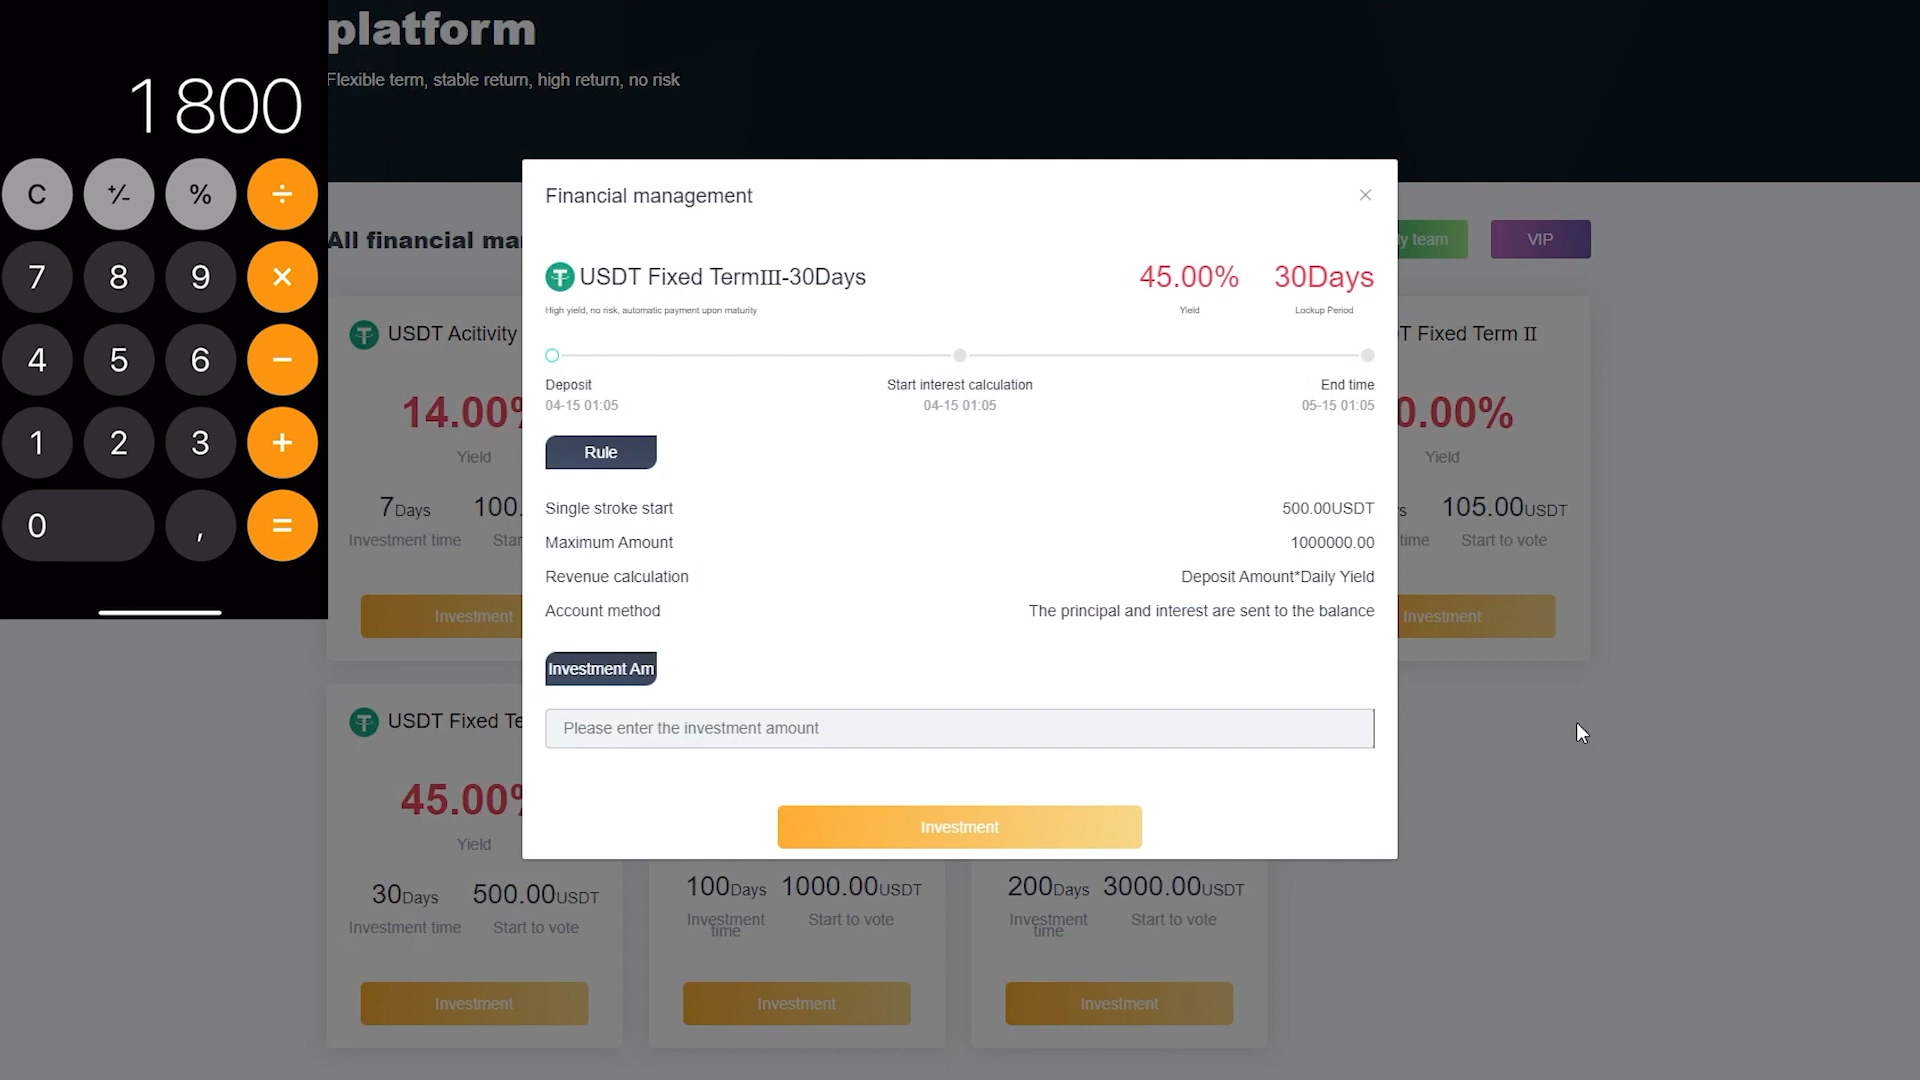 platform
Flexible term, stable return, high return, no risk
1 800
C
+/-
%
÷
7
8
9
×
4
5
6
−
1
2
3
+
0
,
=
Financial management
×
All financial
y team
VIP
USDT Fixed TermIII-30Days
45.00%
30Days
High yield, no risk, automatic payment upon maturity
Yield
Lockup Period
Deposit
Start interest calculation
End time
04-15 01:05
04-15 01:05
05-15 01:05
Rule
Single stroke start
500.00USDT
Maximum Amount
1000000.00
Revenue calculation
Deposit Amount*Daily Yield
Account method
The principal and interest are sent to the balance
Investment Am
Please enter the investment amount
Investment
USDT Acitivity
14.00%
Yield
7Days
100.
Investment time
Investment
T Fixed Term II
0.00%
Yield
s
105.00USDT
time
Start to vote
Investment
USDT Fixed
45.00%
Yield
30Days
500.00USDT
Investment time
Start to vote
Investment
100Days
1000.00USDT
Investment
time
Start to vote
Investment
200Days
3000.00USDT
Investment
time
Start to vote
Investment